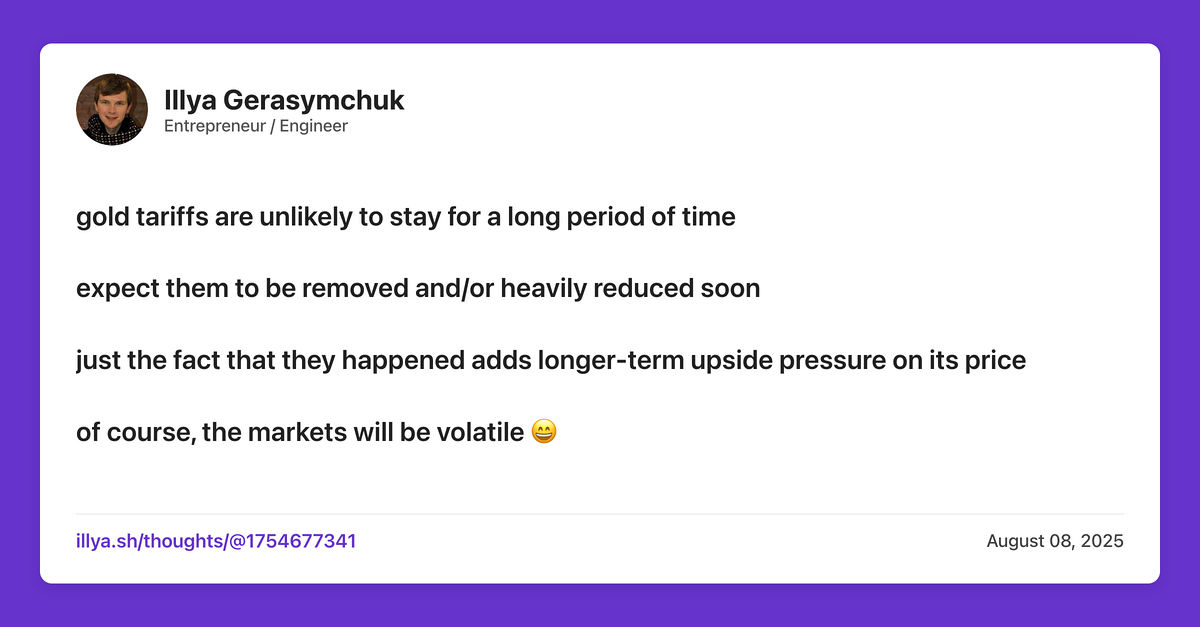 Illya Gerasymchuk
Entrepreneur / Engineer
gold tariffs are unlikely to stay for a long period of time
expect them to be removed and/or heavily reduced soon
just the fact that they happened adds longer-term upside pressure on its price
of course, the markets will be volatile 😄
illya.sh/thoughts/@1754677341
August 08, 2025